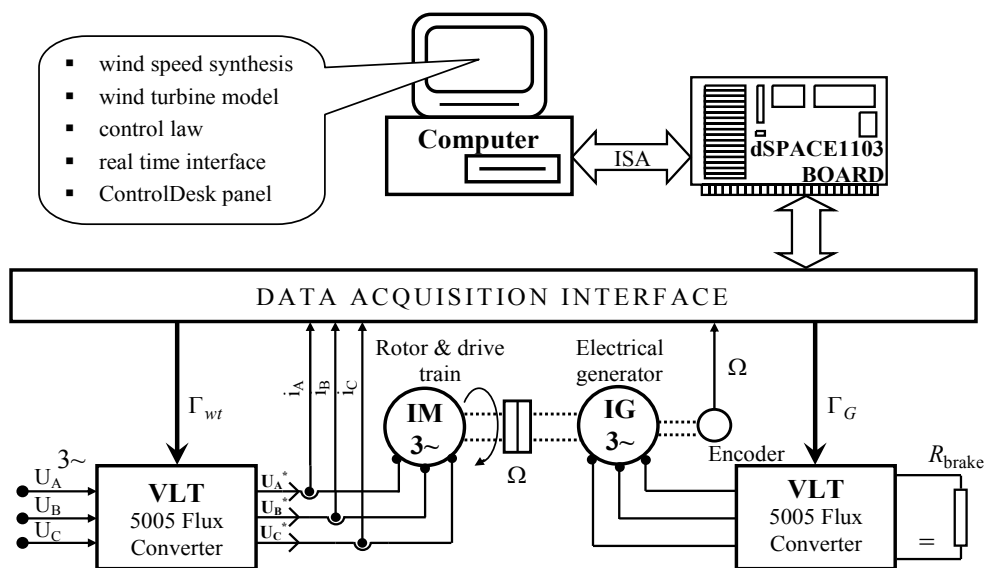 ▪ wind speed synthesis
▪ wind turbine model
▪ control law
▪ real time interface
▪ ControlDesk panel
Computer
ISA
dSPACE1103
BOARD
DATA ACQUISITION INTERFACE
Γwt
iA
iB
iC
Rotor & drive
train
IM
3~
Ω
Electrical
generator
IG
3~
Encoder
Ω
ΓG
Rbrake
3~
UA
UB
UC
VLT
5005 Flux
Converter
UA*
UB*
UC*
VLT
5005 Flux
Converter
=